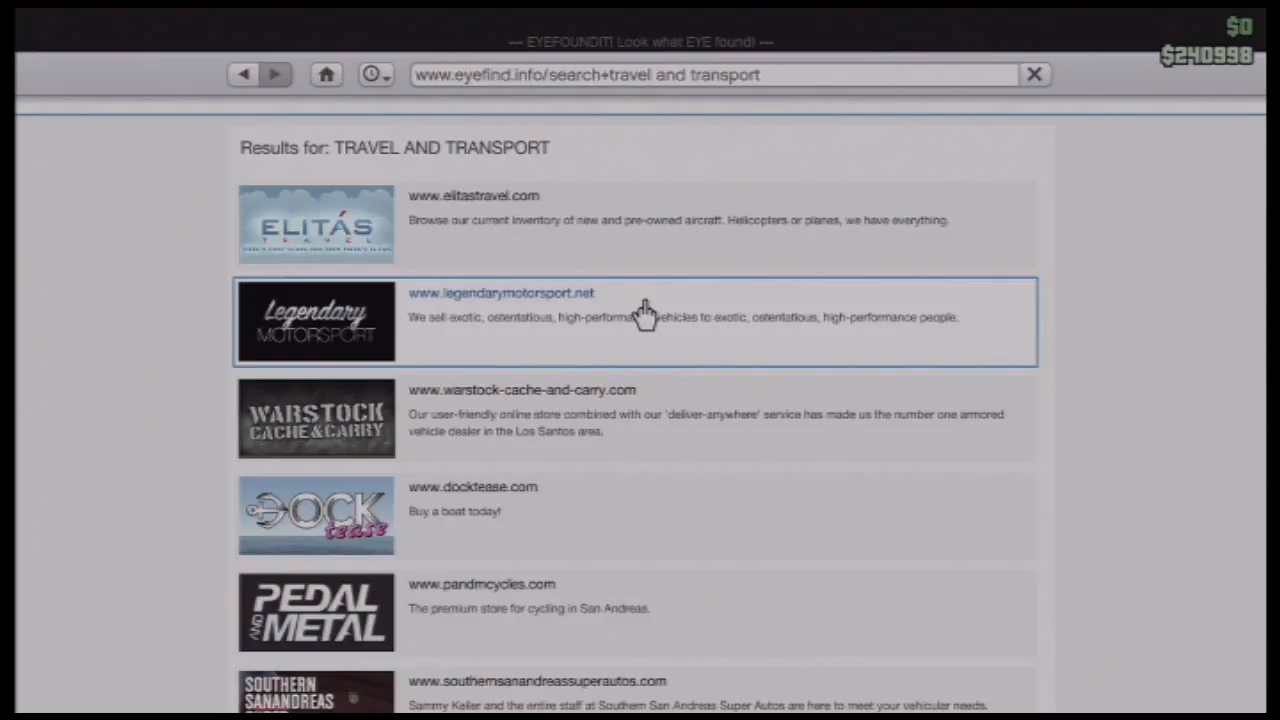 $0
--- EYEFOUNDIT! Look what EYE found! ---
$240998
www.eyefind.info/search+travel and transport
Results for: TRAVEL AND TRANSPORT
ELITÁS
TRAVEL
www.elitastravel.com
Browse our current inventory of new and pre-owned aircraft. Helicopters or planes, we have everything.
Legendary
MOTORSPORT
www.legendarymotorsport.net
We sell exotic, ostentatious, high-performa vehicles to exotic, ostentatious, high-performance people.
WARSTOCK
CACHE&CARRY
www.warstock-cache-and-carry.com
Our user-friendly online store combined with our 'deliver-anywhere' service has made us the number one armored
vehicle dealer in the Los Santos area.
DOCK
tease
www.docktease.com
Buy a boat today!
PEDAL
AND METAL
www.pandmcycles.com
The premium store for cycling in San Andreas.
SOUTHERN
SANANDREAS
SUPER
www.southernsanandreassuperautos.com
Sammy Keller and the entire staff at Southern San Andreas Super Autos are here to meet your vehicular needs.